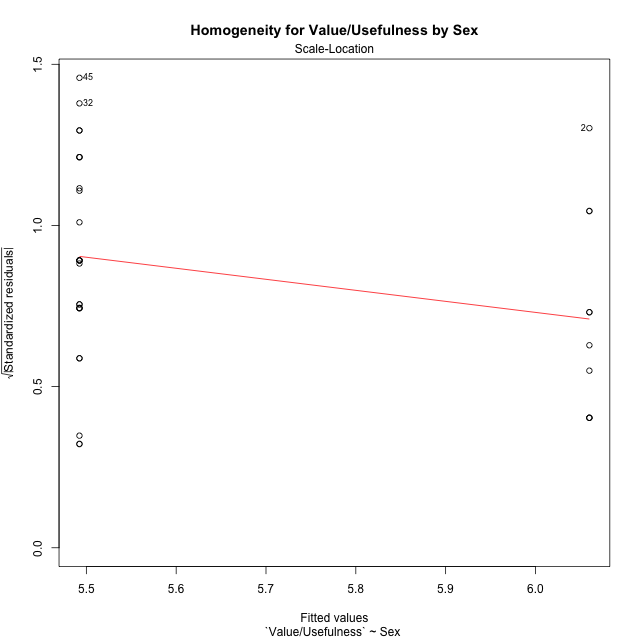 Homogeneity for Value/Usefulness by Sex
Scale-Location
1.5
1.0
0.5
0.0
√|Standardized residuals|
45
32
2
5.5 5.6 5.7 5.8 5.9 6.0
Fitted values
`Value/Usefulness` ~ Sex